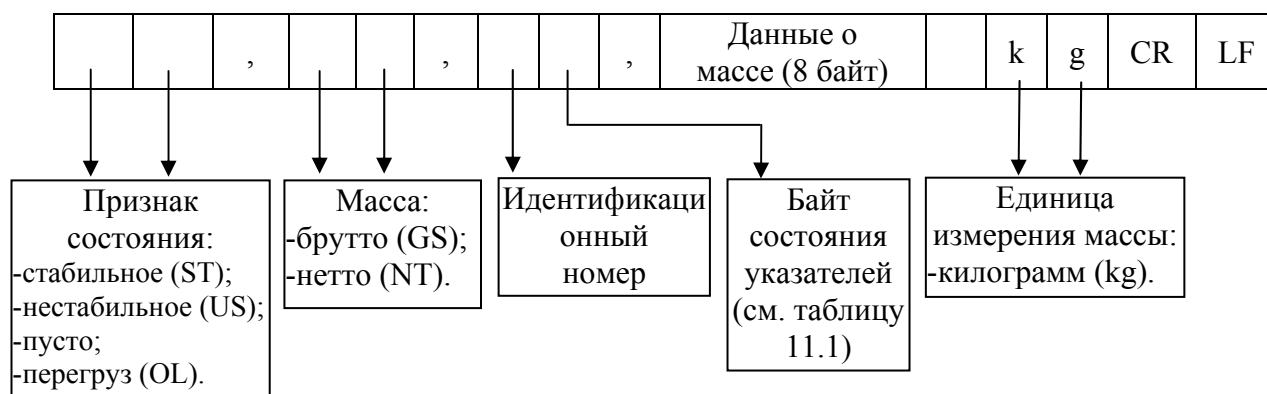 , , , Данные о k g CR LF
массе (8 байт)
Признак
состояния:
-стабильное (ST);
-нестабильное (US);
-пусто;
-перегруз (OL).
Масса:
-брутто (GS);
-нетто (NT).
Идентификаци
онный
номер
Байт
состояния
указателей
(см. таблицу
11.1)
Единица
измерения массы:
-килограмм (kg).